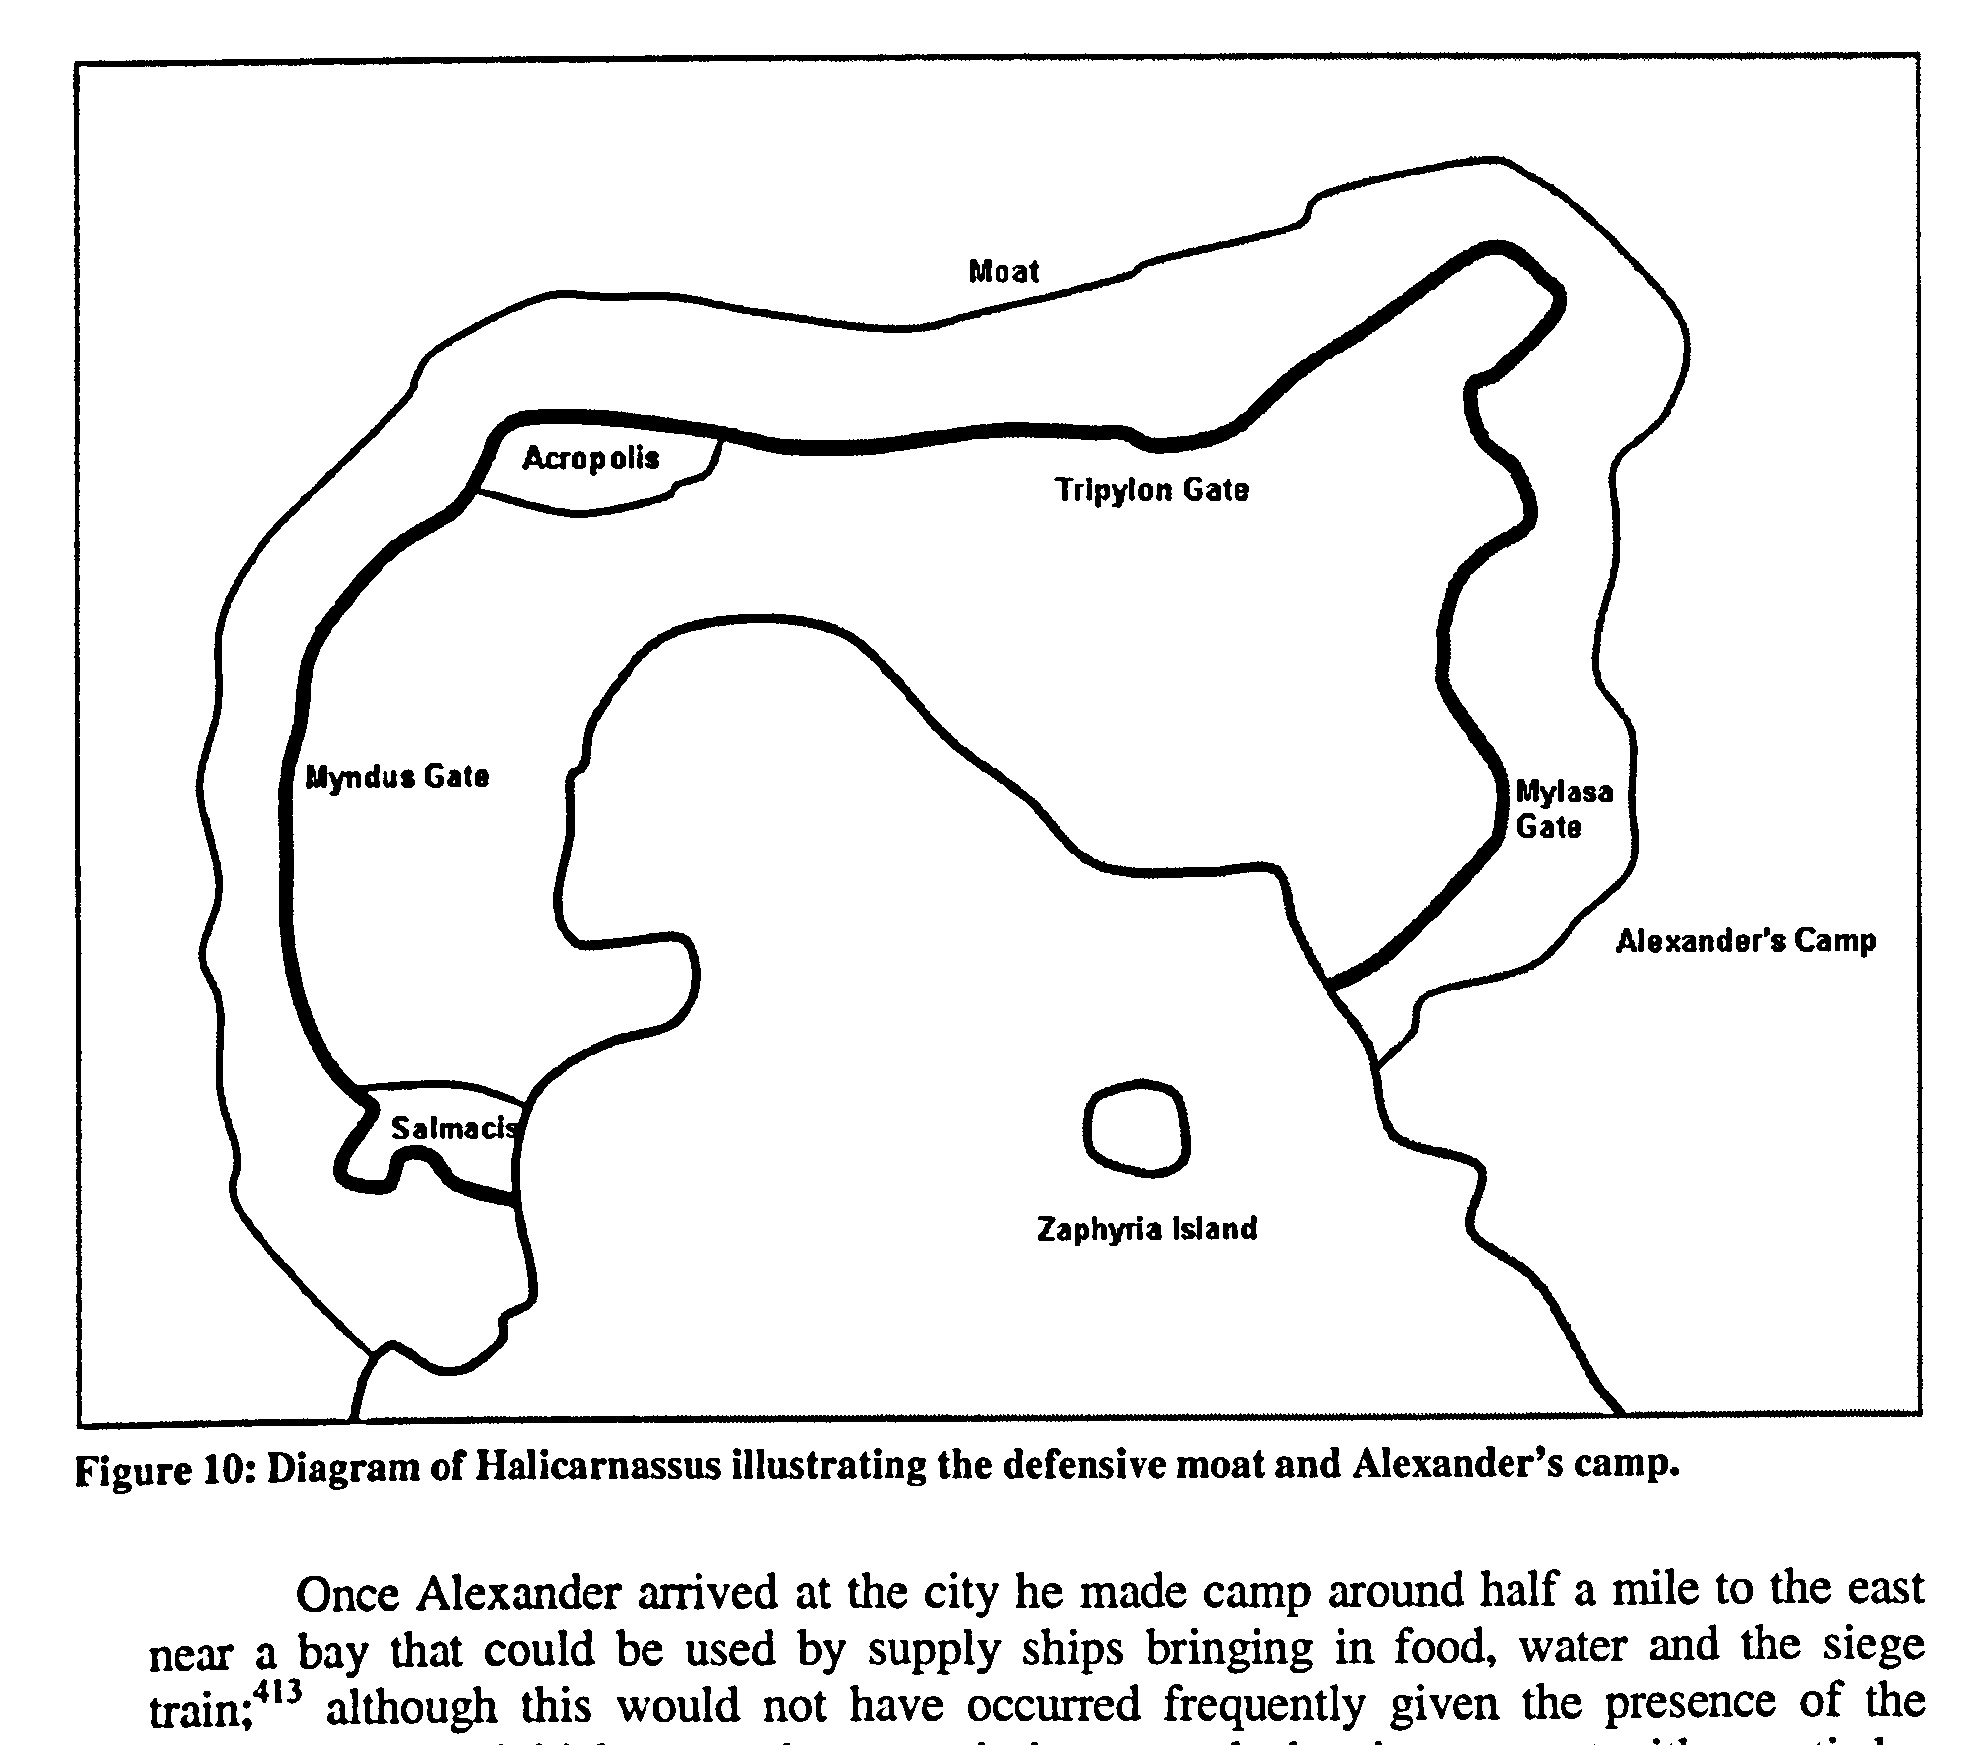 Moat
Acropolis
Tripylon Gate
Myndus Gate
Mylasa
Gate
Alexander's Camp
Salmacis
Zaphyria Island
Figure 10: Diagram of Halicarnassus illustrating the defensive moat and Alexander's camp.
Once Alexander arrived at the city he made camp around half a mile to the east
near a bay that could be used by supply ships bringing in food, water and the siege
train;413 although this would not have occurred frequently given the presence of the